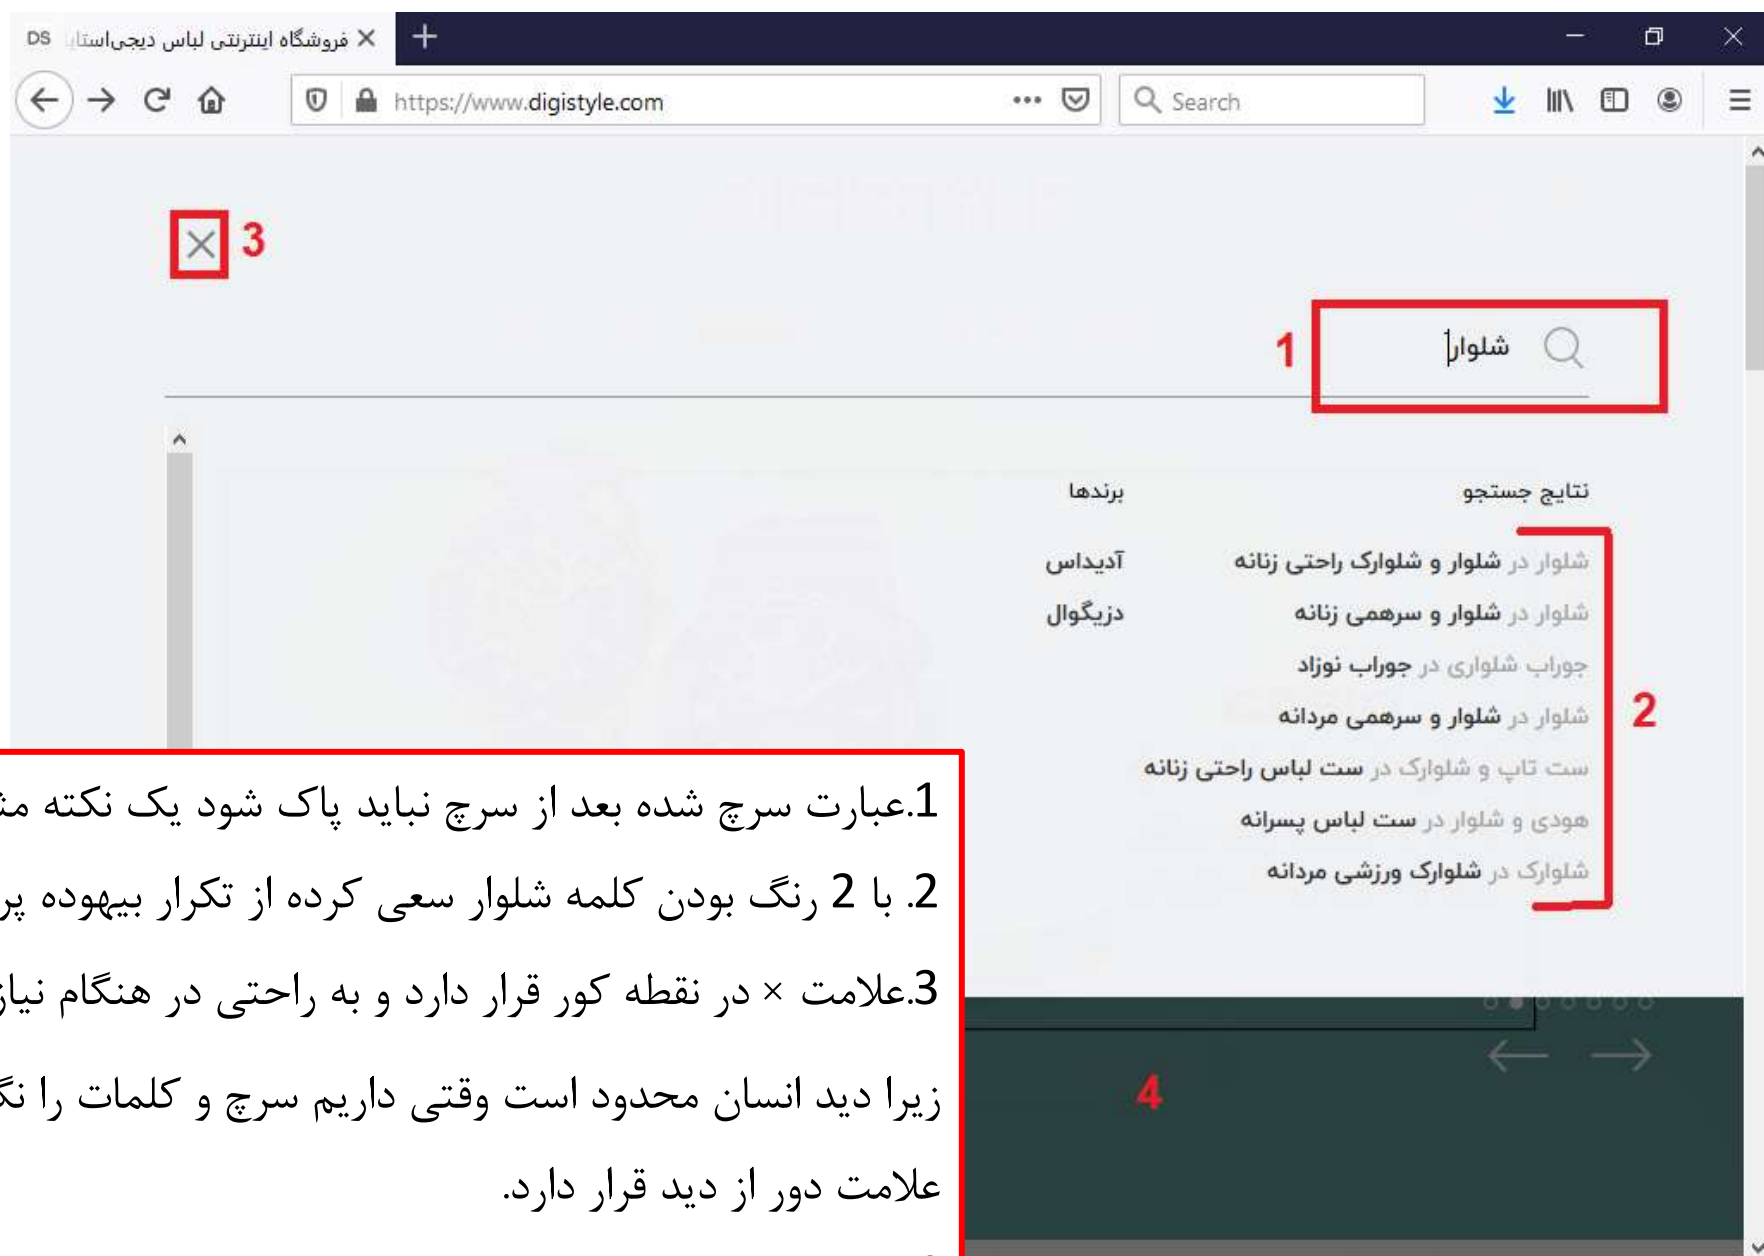 DS فروشگاه اینترنتی لباس دیجی‌استایل
https://www.digistyle.com
Search
3
1
شلوار
نتایج جستجو
برندها
شلوار در شلوار و شلوارک راحتی زنانه
آدیداس
شلوار در شلوار و سرهمی زنانه
دزیگوال
جوراب شلواری در جوراب نوزاد
شلوار در شلوار و سرهمی مردانه
2
ست تاپ و شلوارک در ست لباس راحتی زنانه
هودی و شلوار در ست لباس پسرانه
شلوارک در شلوارک ورزشی مردانه
1.عبارت سرچ شده بعد از سرچ نباید پاک شود یک نکته
2. با 2 رنگ بودن کلمه شلوار سعی کرده از تکرار بیهوده
3.علامت × در نقطه کور قرار دارد و به راحتی در هنگام نیاز
زیرا دید انسان محدود است وقتی داریم سرچ و کلمات را
علامت دور از دید قرار دارد.
4